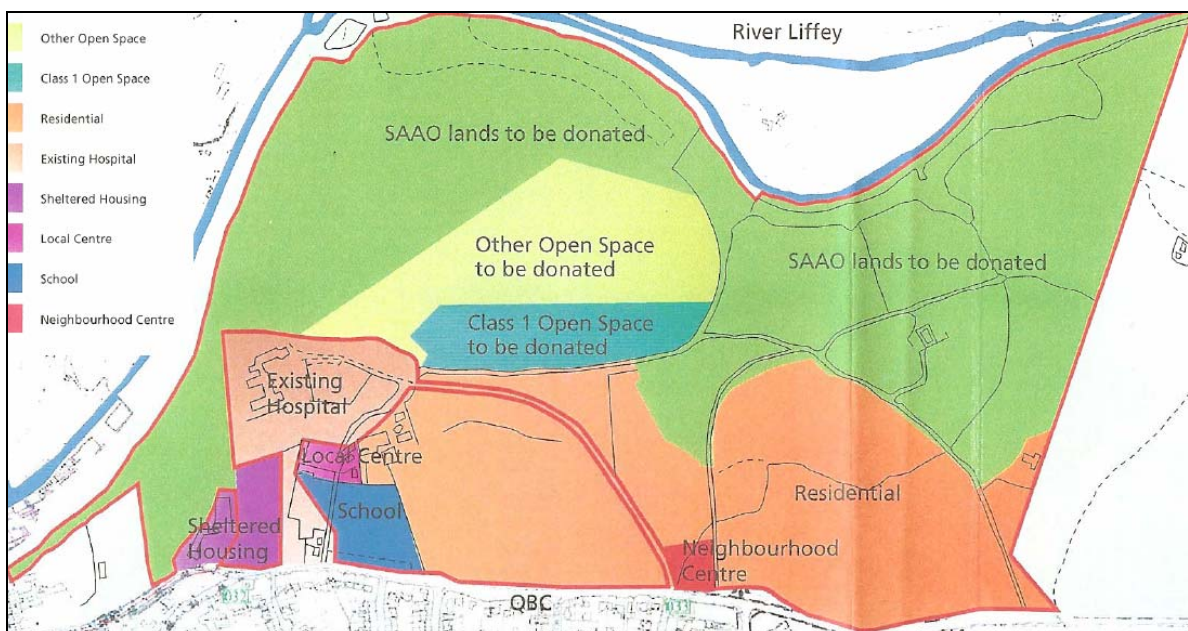 Other Open Space
Class 1 Open Space
Residential
Existing Hospital
Sheltered Housing
Local Centre
School
Neighbourhood Centre
River Liffey
SAAO lands to be donated
Other Open Space
to be donated
SAAO lands to be donated
Class 1 Open Space
to be donated
Existing
Hospital
Local Centre
Residential
School
Sheltered
Housing
Neighbourhood
Centre
QBC